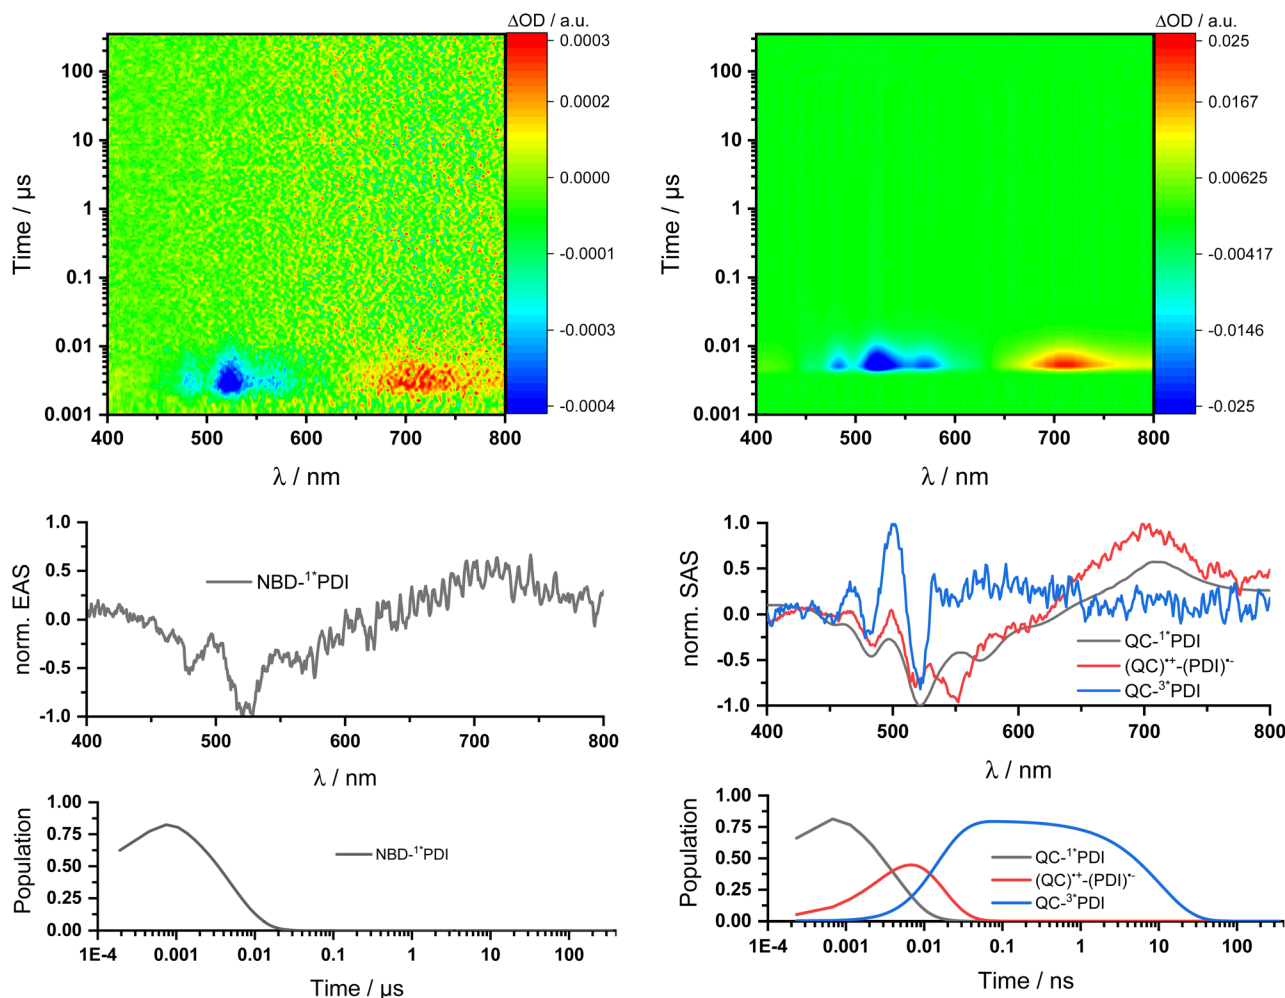 ΔOD / a.u.
0.0003
0.0002
0.0000
-0.0001
-0.0003
-0.0004
100
10
1
0.1
0.01
0.001
Time / µs
400 500 600 700 800
λ / nm
ΔOD / a.u.
0.025
0.0167
0.00625
-0.00417
-0.0146
-0.025
100
10
1
0.1
0.01
0.001
Time / µs
400 500 600 700 800
λ / nm
1.0
0.5
0.0
-0.5
-1.0
norm. EAS
NBD-¹*PDI
400 500 600 700 800
λ / nm
1.0
0.5
0.0
-0.5
-1.0
norm. SAS
QC-¹*PDI
(QC)•⁺-(PDI)•⁻
QC-³*PDI
400 500 600 700 800
λ / nm
1.00
0.75
0.50
0.25
0.00
Population
NBD-¹*PDI
1E-4 0.001 0.01 0.1 1 10 100
Time / µs
1.00
0.75
0.50
0.25
0.00
Population
QC-¹*PDI
(QC)•⁺-(PDI)•⁻
QC-³*PDI
1E-4 0.001 0.01 0.1 1 10 100
Time / ns